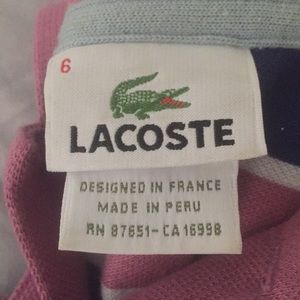 6
LACOSTE
DESIGNED IN FRANCE
MADE IN PERU
RN 87651-CA 16998